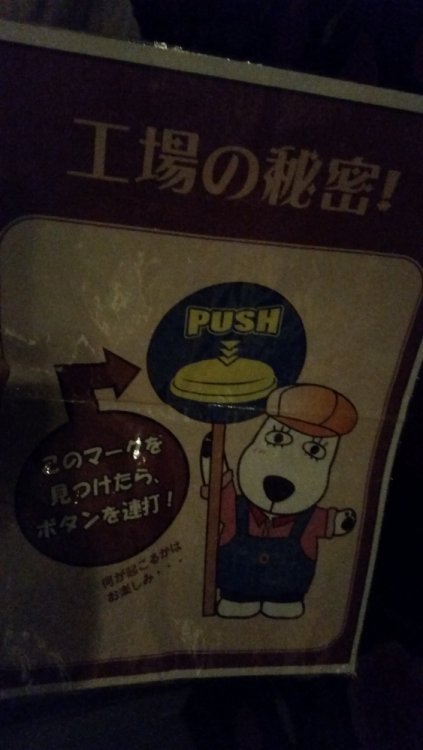 工場の秘密!
PUSH
このマークを
見つけたら、
ボタンを連打!
何が起こるかは
お楽しみ・・・